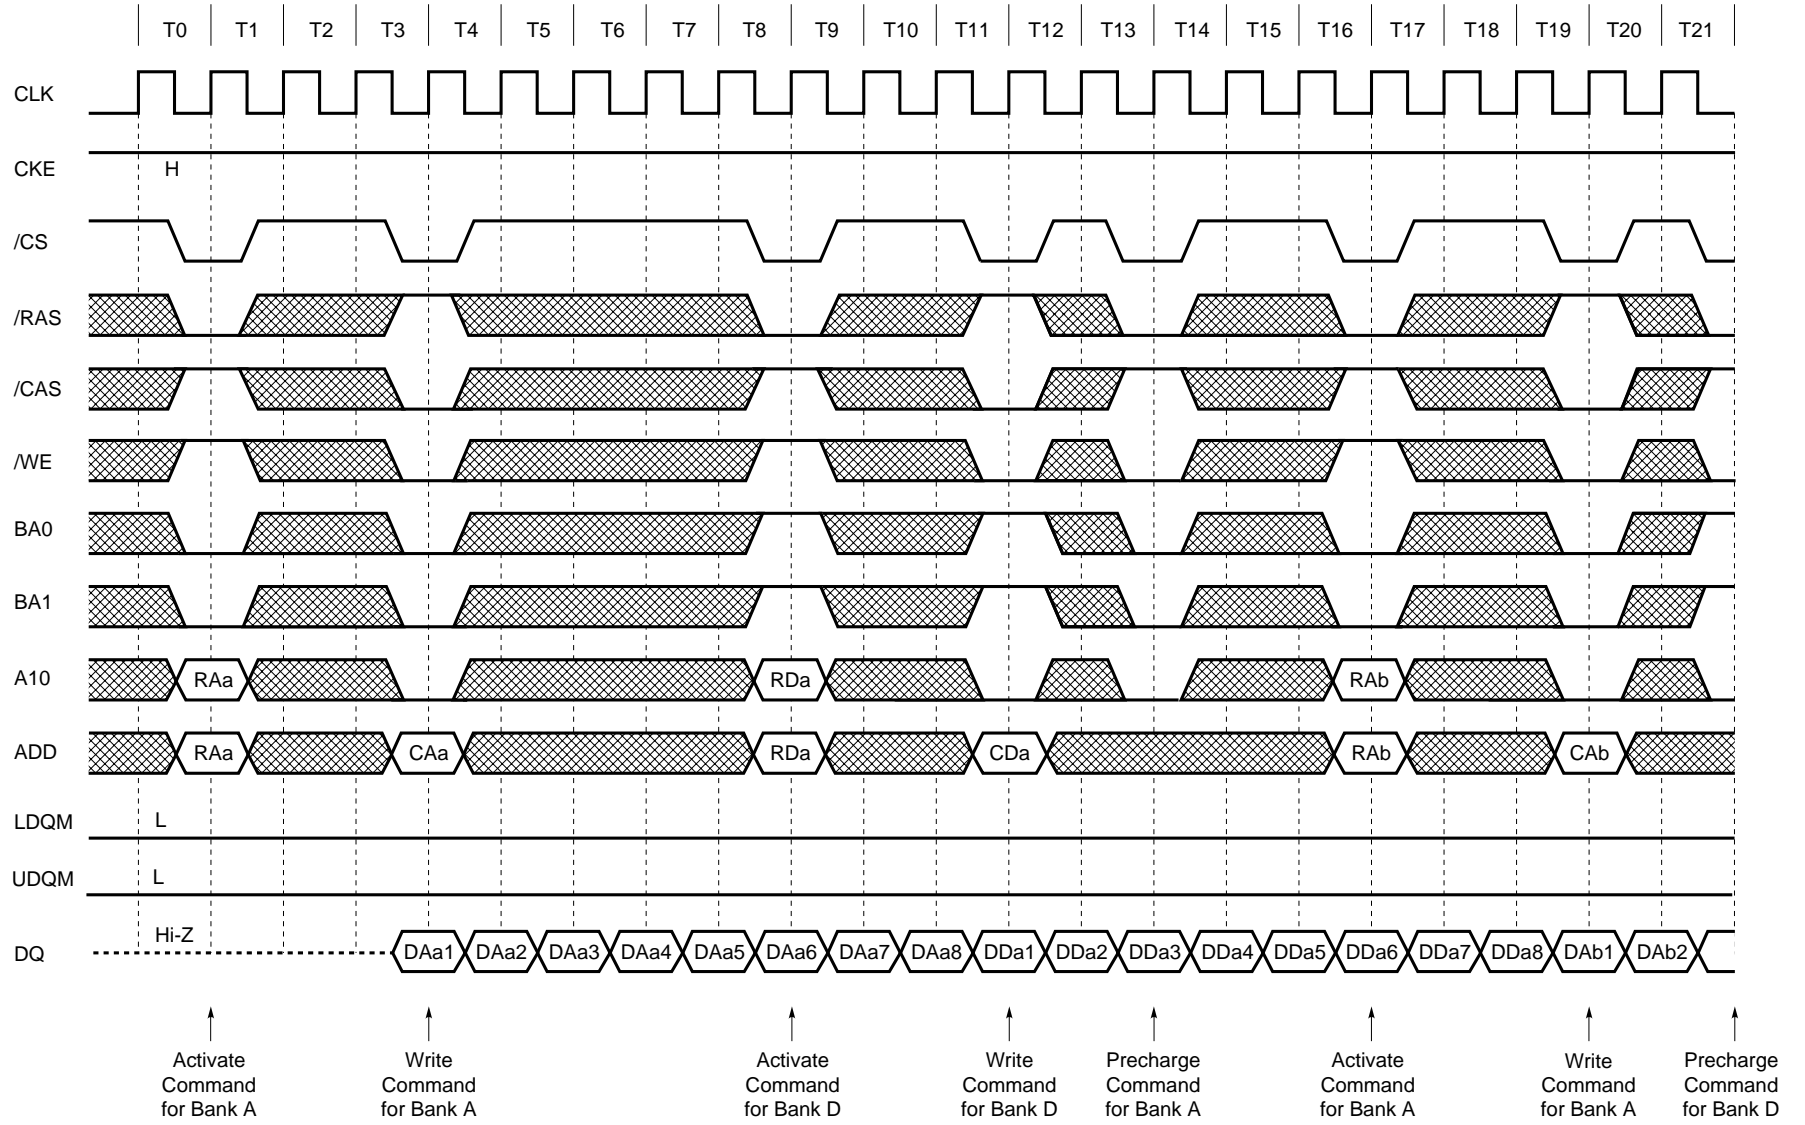 T0 T1 T2 T3 T4 T5 T6 T7 T8 T9 T10 T11 T12 T13 T14 T15 T16 T17 T18 T19 T20 T21
CLK
CKE H
/CS
/RAS
/CAS
/WE
BA0
BA1
A10 RAa RDa RAb
ADD RAa CAa RDa CDa RAb CAb
LDQM L
UDQM L
DQ Hi-Z DAa1 DAa2 DAa3 DAa4 DAa5 DAa6 DAa7 DAa8 DDa1 DDa2 DDa3 DDa4 DDa5 DDa6 DDa7 DDa8 DAb1 DAb2
Activate
Command
for Bank A
Write
Command
for Bank A
Activate
Command
for Bank D
Write
Command
for Bank D
Precharge
Command
for Bank A
Activate
Command
for Bank A
Write
Command
for Bank A
Precharge
Command
for Bank D